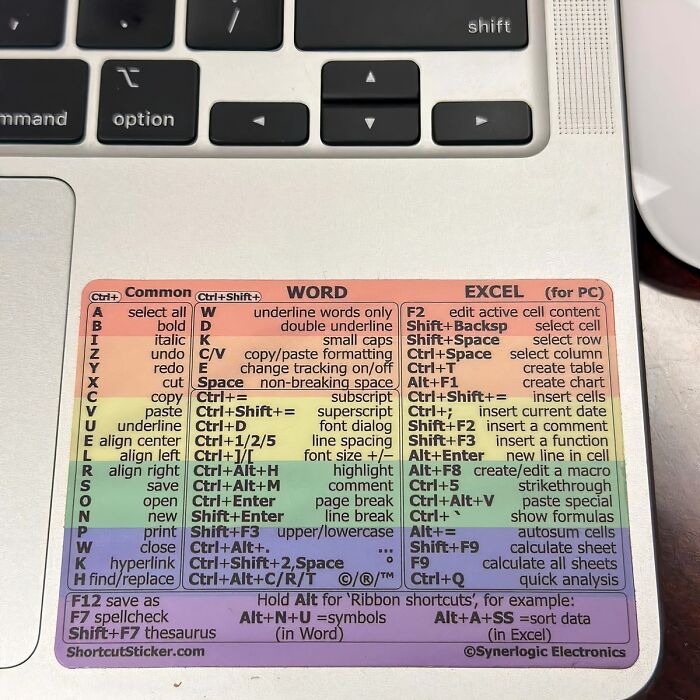 shift
mmand
option
Ctrl+ Common
A select all
B bold
I italic
Z undo
Y redo
X cut
C copy
V paste
U underline
E align center
L align left
R align right
S save
O open
N new
P print
W close
K hyperlink
H find/replace
Ctrl+Shift+ WORD
W underline words only
D double underline
K small caps
C/V copy/paste formatting
E change tracking on/off
Space non-breaking space
Ctrl+= subscript
Ctrl+Shift+= superscript
Ctrl+D font dialog
Ctrl+1/2/5 line spacing
Ctrl+]/[ font size +/–
Ctrl+Alt+H highlight
Ctrl+Alt+M comment
Ctrl+Enter page break
Shift+Enter line break
Shift+F3 upper/lowercase
Ctrl+Alt+. ...
Ctrl+Shift+2,Space °
Ctrl+Alt+C/R/T ©/®/™
EXCEL (for PC)
F2 edit active cell content
Shift+Backsp select cell
Shift+Space select row
Ctrl+Space select column
Ctrl+T create table
Alt+F1 create chart
Ctrl+Shift+= insert cells
Ctrl+; insert current date
Shift+F2 insert a comment
Shift+F3 insert a function
Alt+Enter new line in cell
Alt+F8 create/edit a macro
Ctrl+5 strikethrough
Ctrl+Alt+V paste special
Ctrl+` show formulas
Alt+= autosum cells
Shift+F9 calculate sheet
F9 calculate all sheets
Ctrl+Q quick analysis
F12 save as
F7 spellcheck
Shift+F7 thesaurus
Hold Alt for ‘Ribbon shortcuts’, for example:
Alt+N+U =symbols
(in Word)
Alt+A+SS =sort data
(in Excel)
ShortcutSticker.com
©Synerlogic Electronics